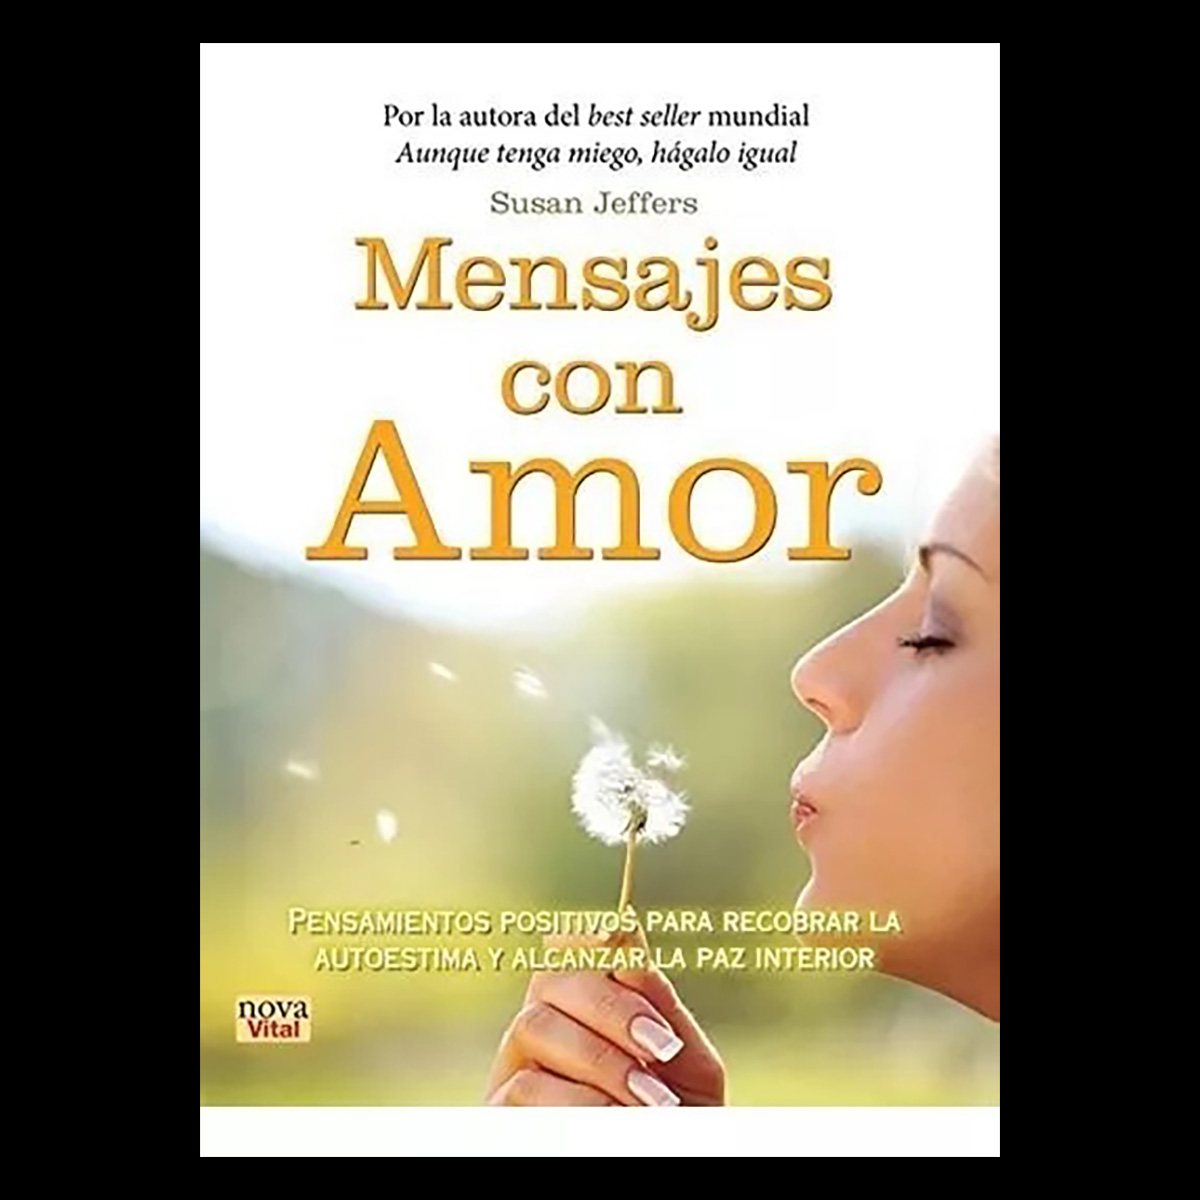 Por la autora del best seller mundial
Aunque tenga miego, hágalo igual
Susan Jeffers
Mensajes
con
Amor
PENSAMIENTOS POSITIVOS PARA RECOBRAR LA
AUTOESTIMA Y ALCANZAR LA PAZ INTERIOR
nova
Vital